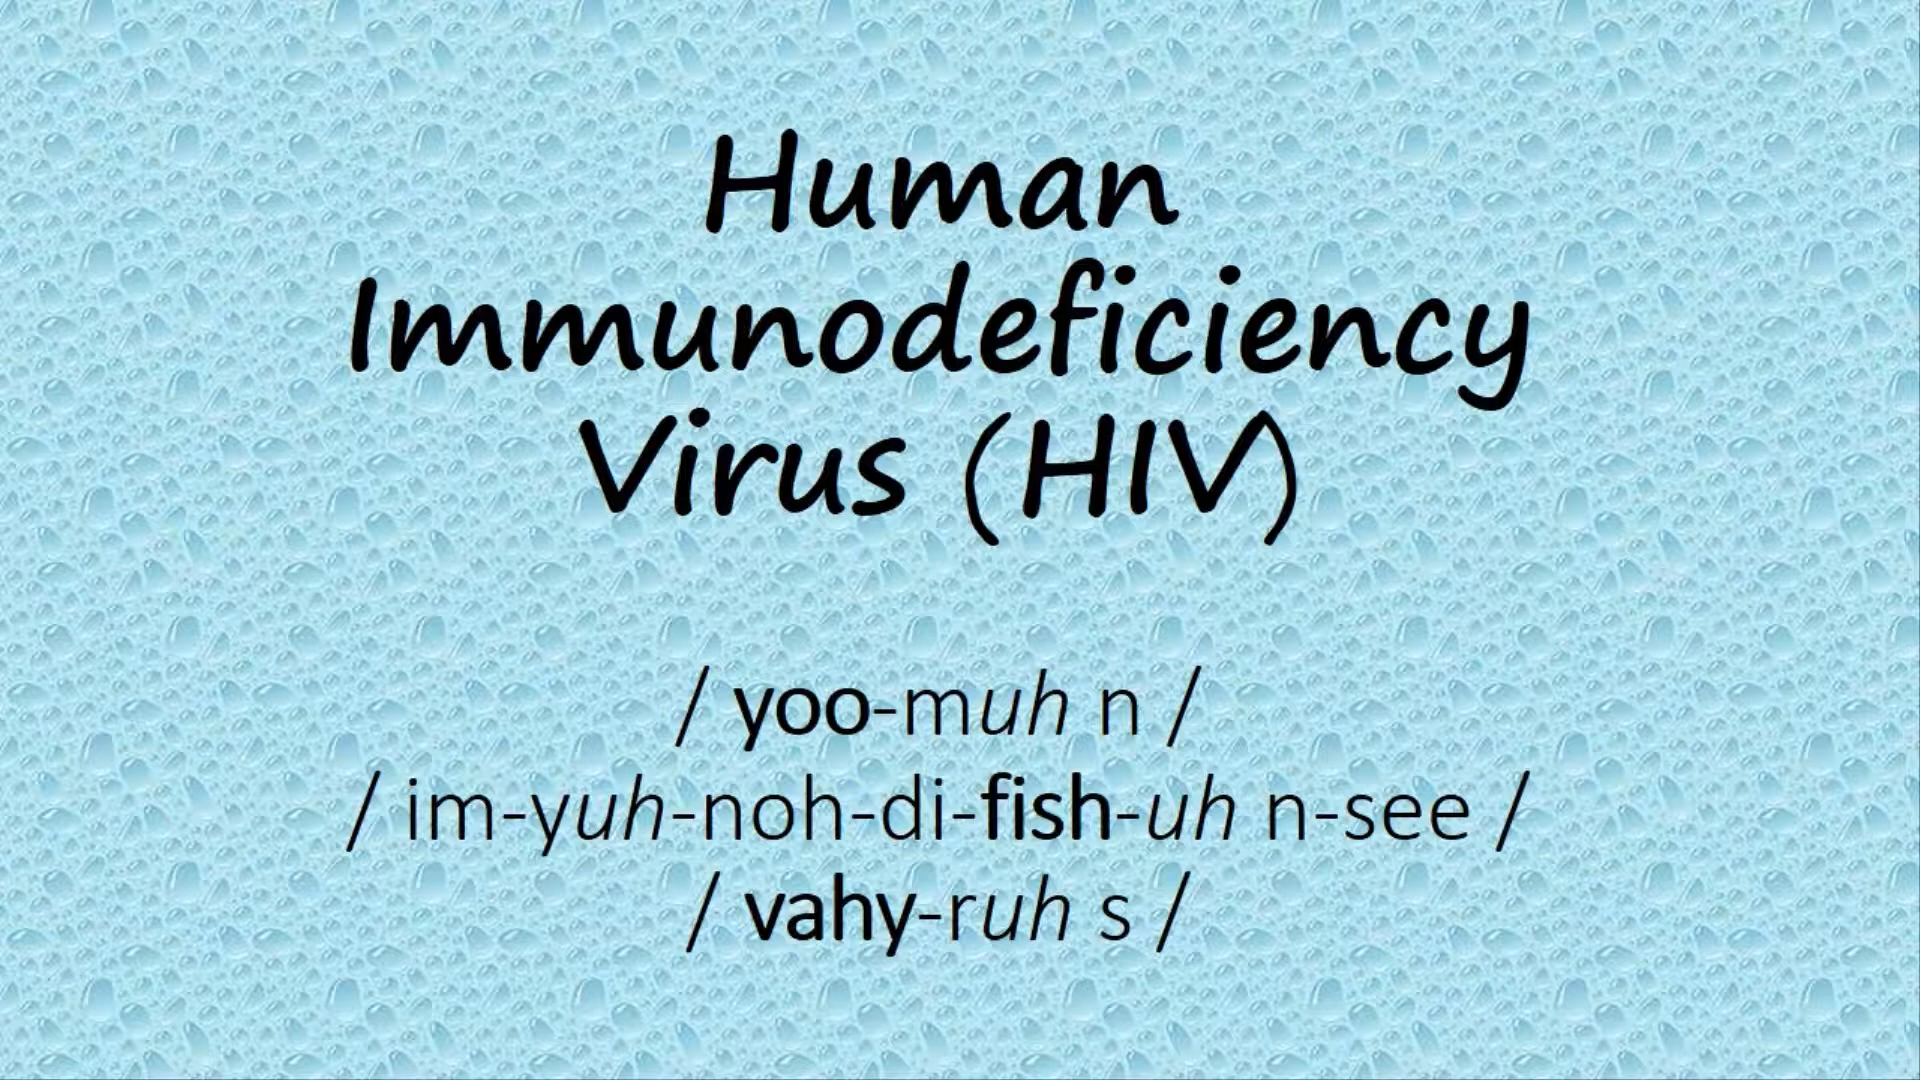 Human
Immunodeficiency
Virus (HIV)
/ yoo-muh n /
/ im-yuh-noh-di-fish-uh n-see /
/ vahy-ruh s /